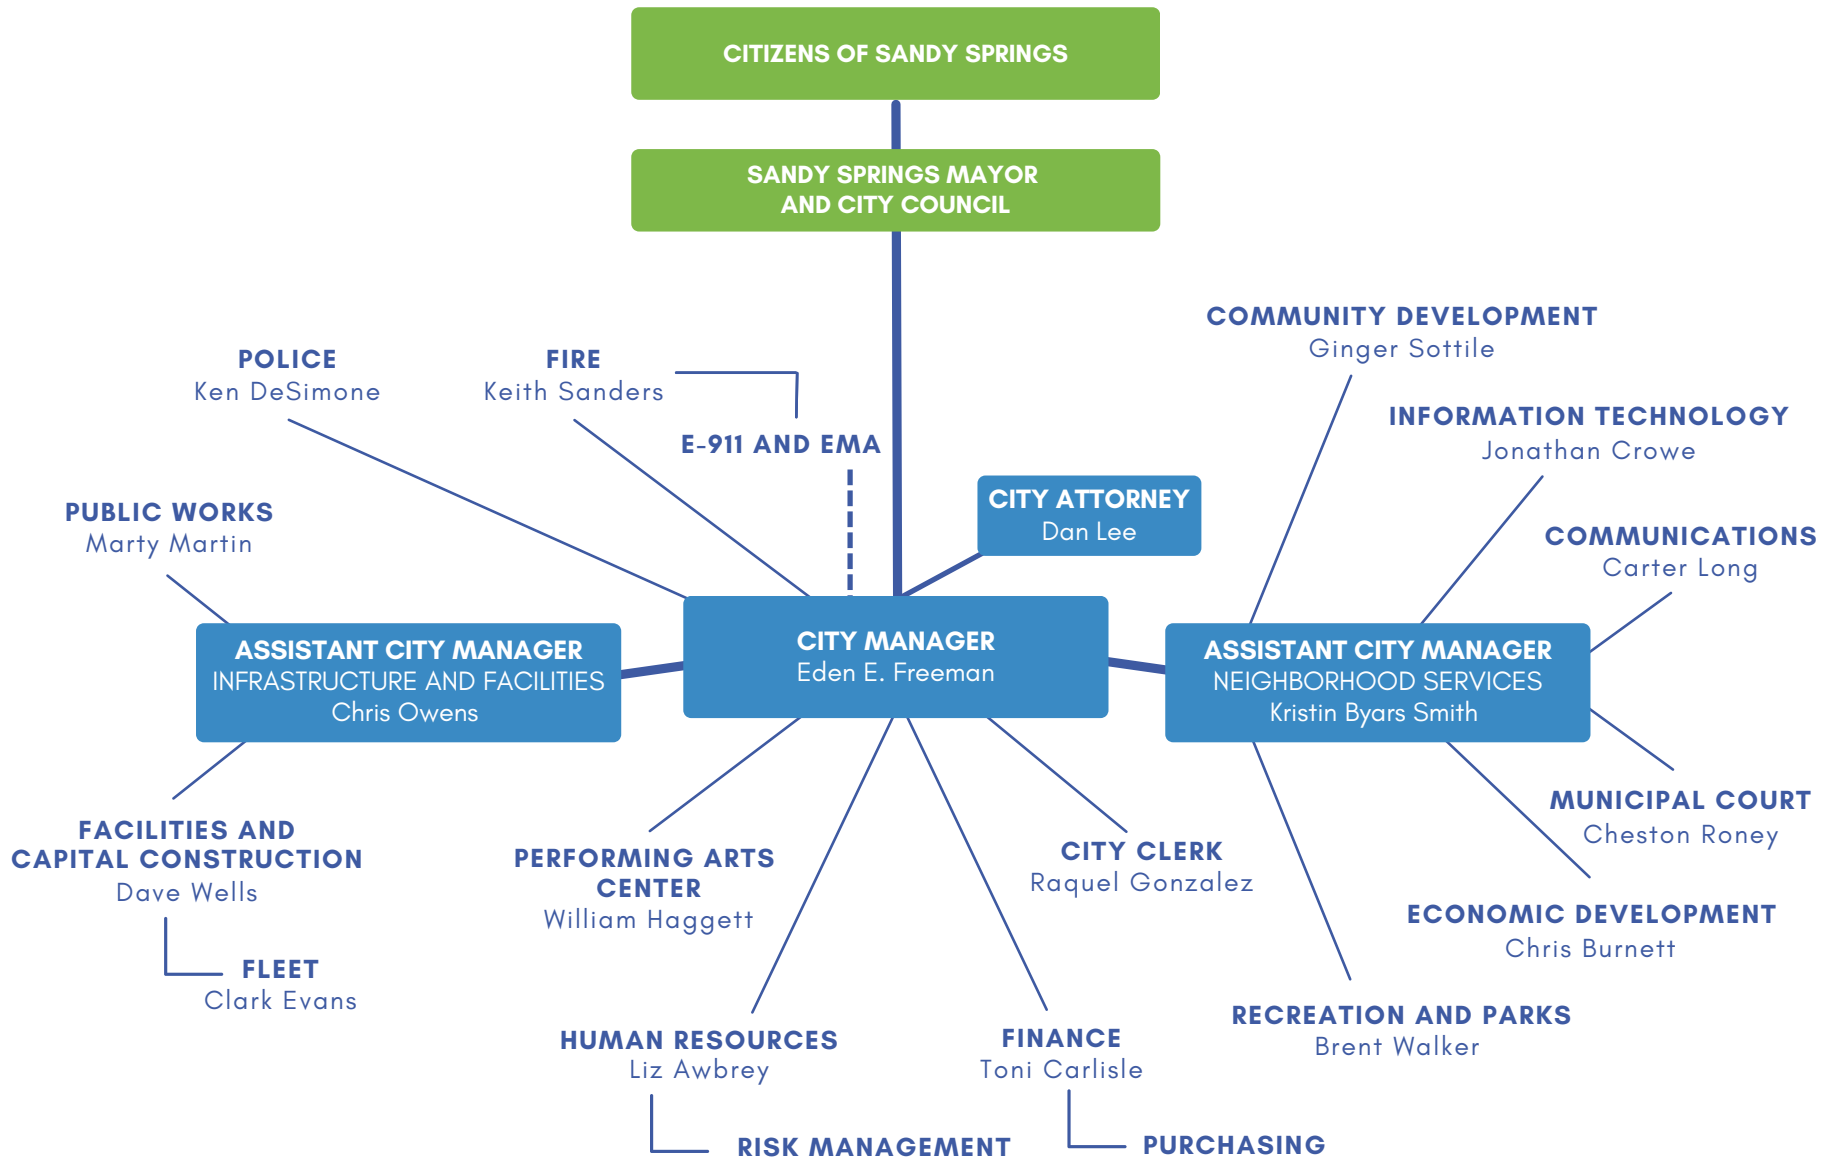 CITIZENS OF SANDY SPRINGS
SANDY SPRINGS MAYOR
AND CITY COUNCIL
COMMUNITY DEVELOPMENT
Ginger Sottile
POLICE
Ken DeSimone
FIRE
Keith Sanders
E-911 AND EMA
INFORMATION TECHNOLOGY
Jonathan Crowe
CITY ATTORNEY
Dan Lee
PUBLIC WORKS
Marty Martin
COMMUNICATIONS
Carter Long
ASSISTANT CITY MANAGER
INFRASTRUCTURE AND FACILITIES
Chris Owens
CITY MANAGER
Eden E. Freeman
ASSISTANT CITY MANAGER
NEIGHBORHOOD SERVICES
Kristin Byars Smith
FACILITIES AND
CAPITAL CONSTRUCTION
Dave Wells
FLEET
Clark Evans
PERFORMING ARTS
CENTER
William Haggett
CITY CLERK
Raquel Gonzalez
MUNICIPAL COURT
Cheston Roney
ECONOMIC DEVELOPMENT
Chris Burnett
RECREATION AND PARKS
Brent Walker
HUMAN RESOURCES
Liz Awbrey
RISK MANAGEMENT
FINANCE
Toni Carlisle
PURCHASING